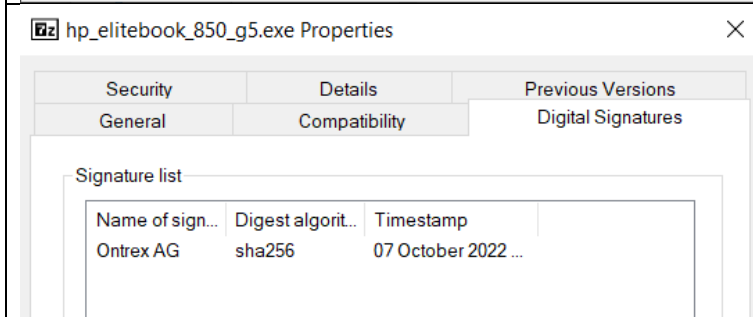 7z hp_elitebook_850_g5.exe Properties
Security Details Previous Versions
General Compatibility Digital Signatures
Signature list
Name of sign... Digest algorit... Timestamp
Ontrex AG sha256 07 October 2022 ...